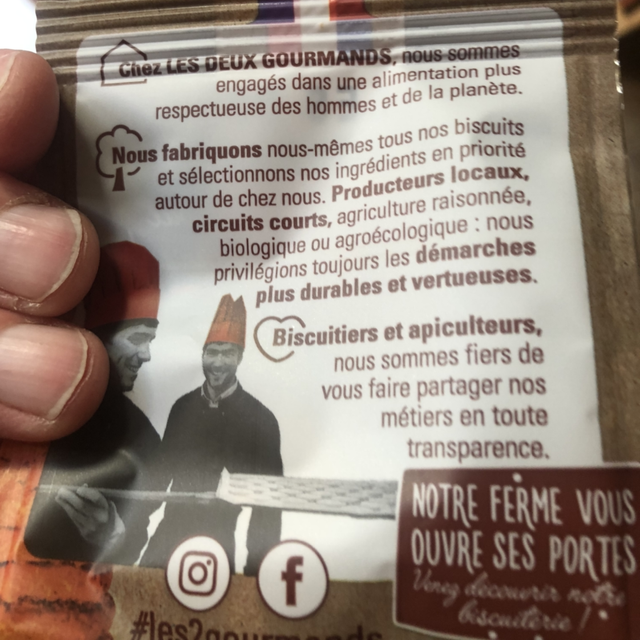 Chez LES DEUX GOURMANDS, nous sommes
engagés dans une alimentation plus
respectueuse des hommes et de la planète.
Nous fabriquons nous-mêmes tous nos biscuits
et sélectionnons nos ingrédients en priorité
autour de chez nous. Producteurs locaux,
circuits courts, agriculture raisonnée,
biologique ou agroécologique : nous
privilégions toujours les démarches
plus durables et vertueuses.
Biscuitiers et apiculteurs,
nous sommes fiers de
vous faire partager nos
métiers en toute
transparence.
NOTRE FERME VOUS
OUVRE SES PORTES
Venez découvrir notre
biscuiterie !
#les2gourmands